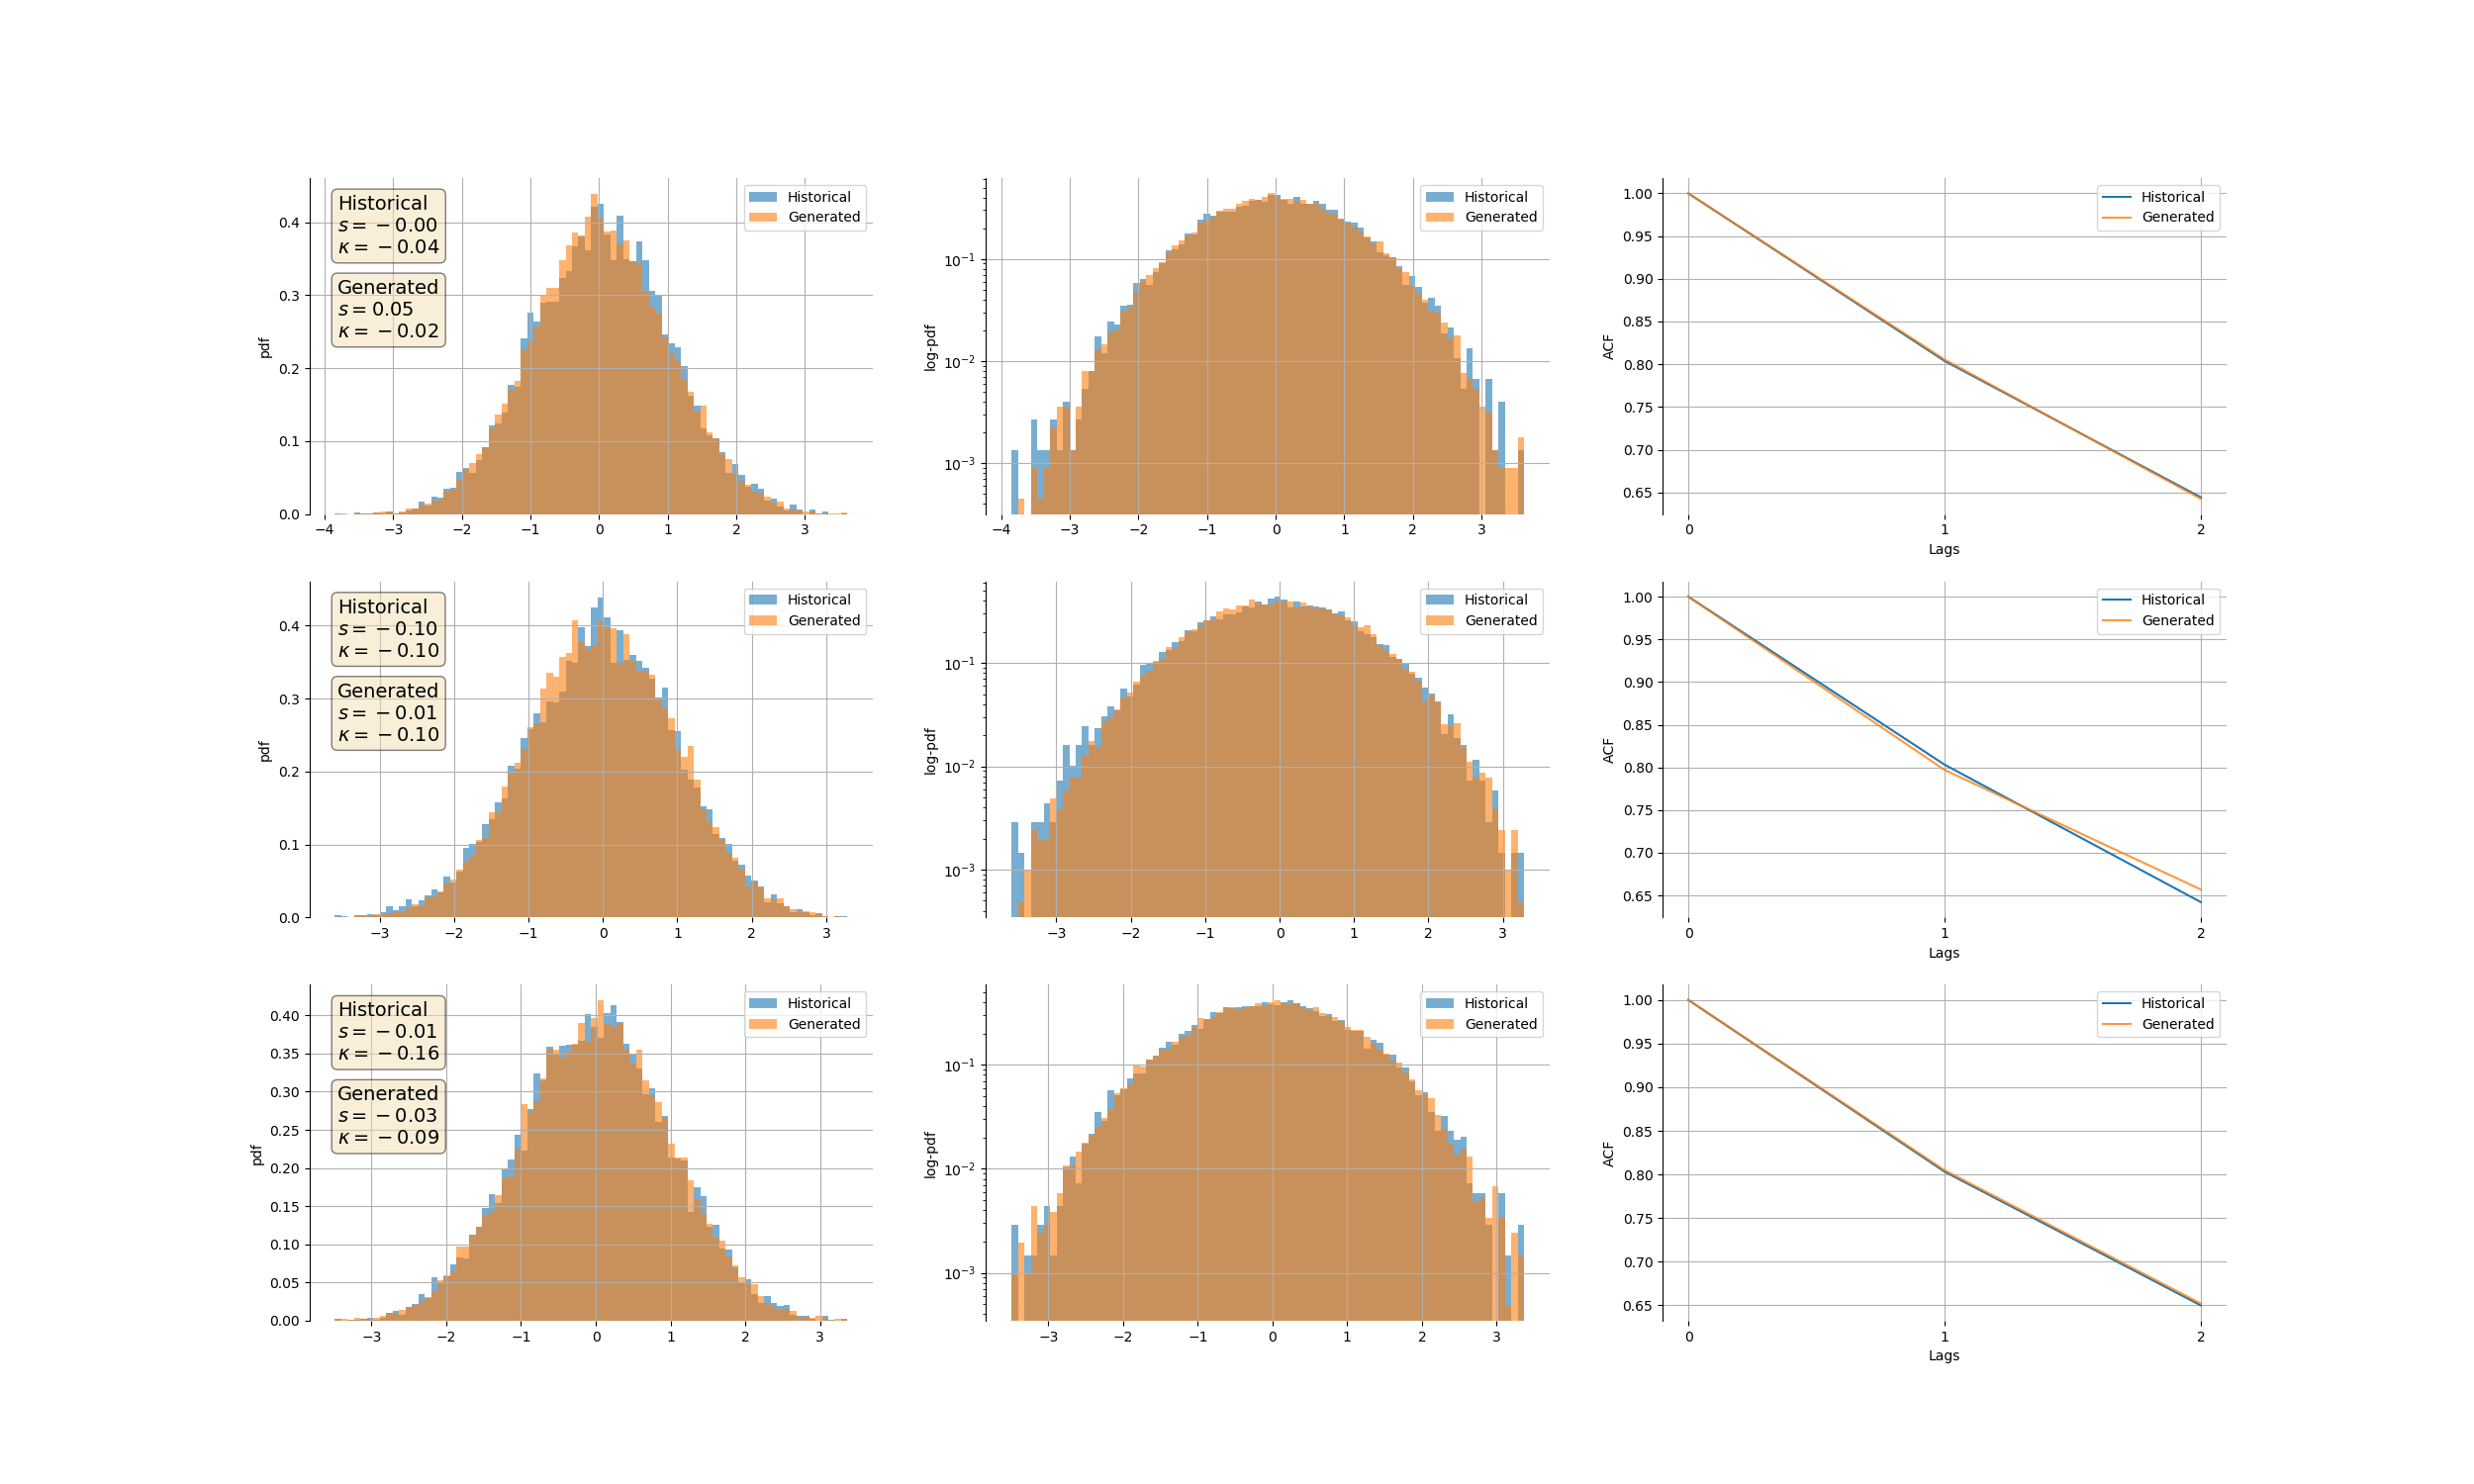 Historical
s = −0.00
κ = −0.04
Generated
s = 0.05
κ = −0.02
Historical
Generated
pdf
0.4
0.3
0.2
0.1
0.0
−4 −3 −2 −1 0 1 2 3
Historical
Generated
log-pdf
10⁻¹
10⁻²
10⁻³
−4 −3 −2 −1 0 1 2 3
Historical
Generated
ACF
1.00
0.95
0.90
0.85
0.80
0.75
0.70
0.65
0 1 2
Lags
Historical
s = −0.10
κ = −0.10
Generated
s = −0.01
κ = −0.10
Historical
Generated
pdf
0.4
0.3
0.2
0.1
0.0
−3 −2 −1 0 1 2 3
Historical
Generated
log-pdf
10⁻¹
10⁻²
10⁻³
−3 −2 −1 0 1 2 3
Historical
Generated
ACF
1.00
0.95
0.90
0.85
0.80
0.75
0.70
0.65
0 1 2
Lags
Historical
s = −0.01
κ = −0.16
Generated
s = −0.03
κ = −0.09
Historical
Generated
pdf
0.40
0.35
0.30
0.25
0.20
0.15
0.10
0.05
0.00
−3 −2 −1 0 1 2 3
Historical
Generated
log-pdf
10⁻¹
10⁻²
10⁻³
−3 −2 −1 0 1 2 3
Historical
Generated
ACF
1.00
0.95
0.90
0.85
0.80
0.75
0.70
0.65
0 1 2
Lags